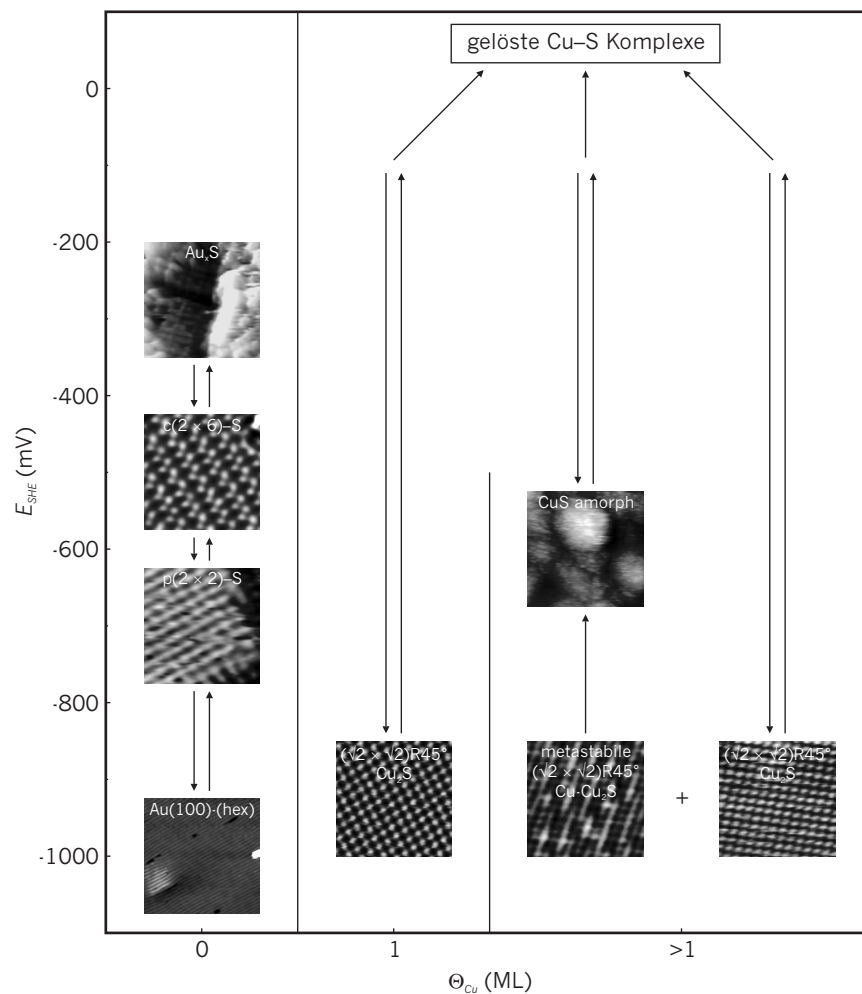 gelöste Cu–S Komplexe
0
-200
-400
-600
-800
-1000
E_SHE (mV)
AuₓS
c(2 × 6)–S
p(2 × 2)–S
Au(100)-(hex)
(√2 × √2)R45°
Cu₂S
CuS amorph
metastabile
(√2 × √2)R45°
Cu-Cu₂S
+
(√2 × √2)R45°
Cu₂S
0
1
>1
Θ_Cu (ML)